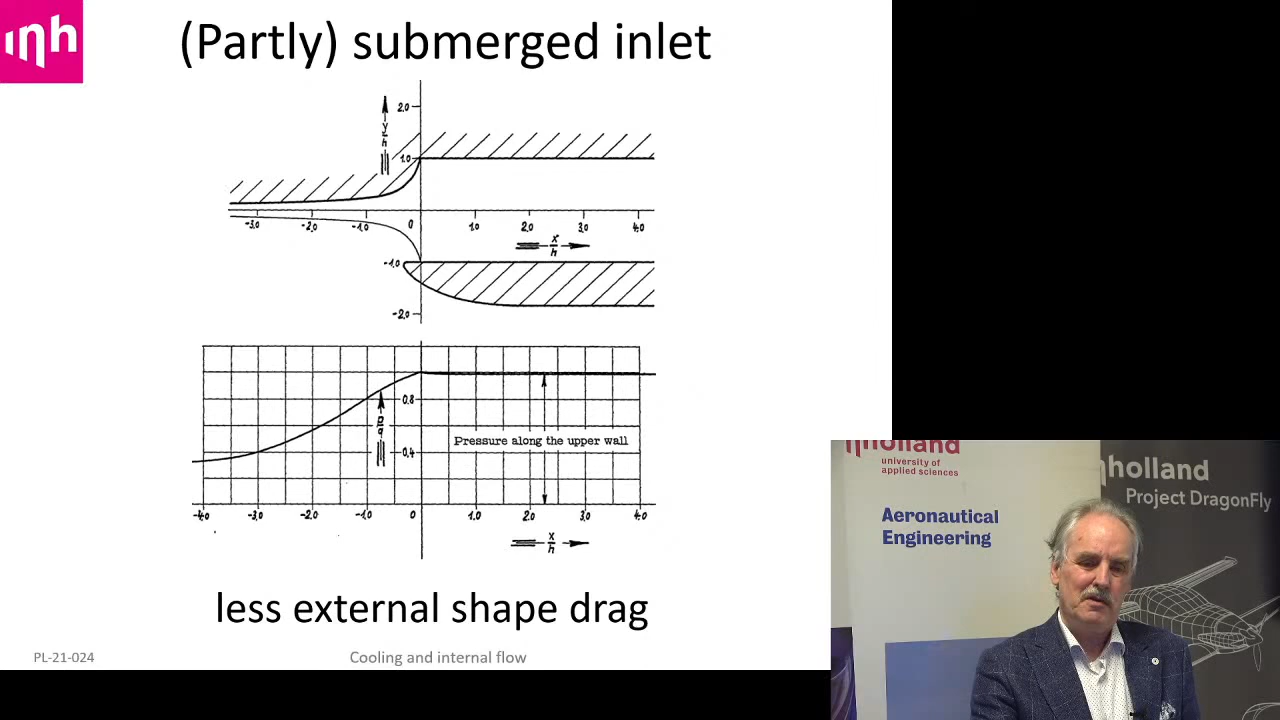 inh
(Partly) submerged inlet
2.0
y/h
1.0
-3.0 -2.0 -1.0 0 1.0 2.0 3.0 4.0
x/h
-1.0
-2.0
0.8
p/q
Pressure along the upper wall
0.4
-4.0 -3.0 -2.0 -1.0 0 1.0 2.0 3.0 4.0
x/h
less external shape drag
PL-21-024
Cooling and internal flow
inholland
university of
applied sciences
Aeronautical
Engineering
inholland
Project DragonFly